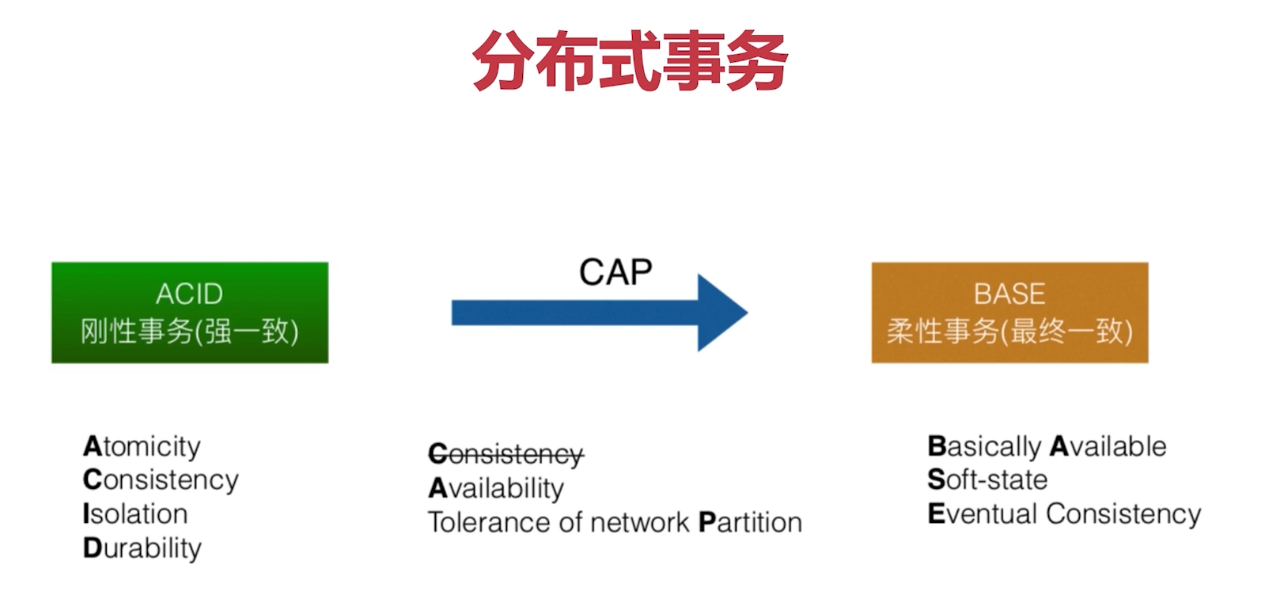 分布式事务
ACID
刚性事务(强一致)
CAP
BASE
柔性事务(最终一致)
Atomicity
Consistency
Isolation
Durability
Consistency
Availability
Tolerance of network Partition
Basically Available
Soft-state
Eventual Consistency